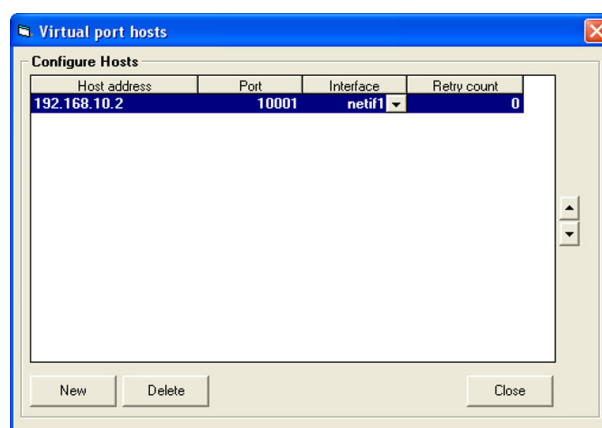 Virtual port hosts
Configure Hosts
Host address Port Interface Retry count
192.168.10.2 10001 netif1 0
New Delete Close